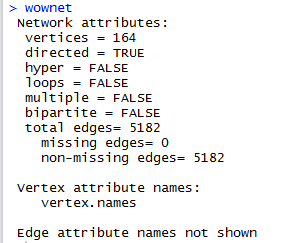 > wownet
Network attributes:
vertices = 164
directed = TRUE
hyper = FALSE
loops = FALSE
multiple = FALSE
bipartite = FALSE
total edges= 5182
missing edges= 0
non-missing edges= 5182
Vertex attribute names:
vertex.names
Edge attribute names not shown